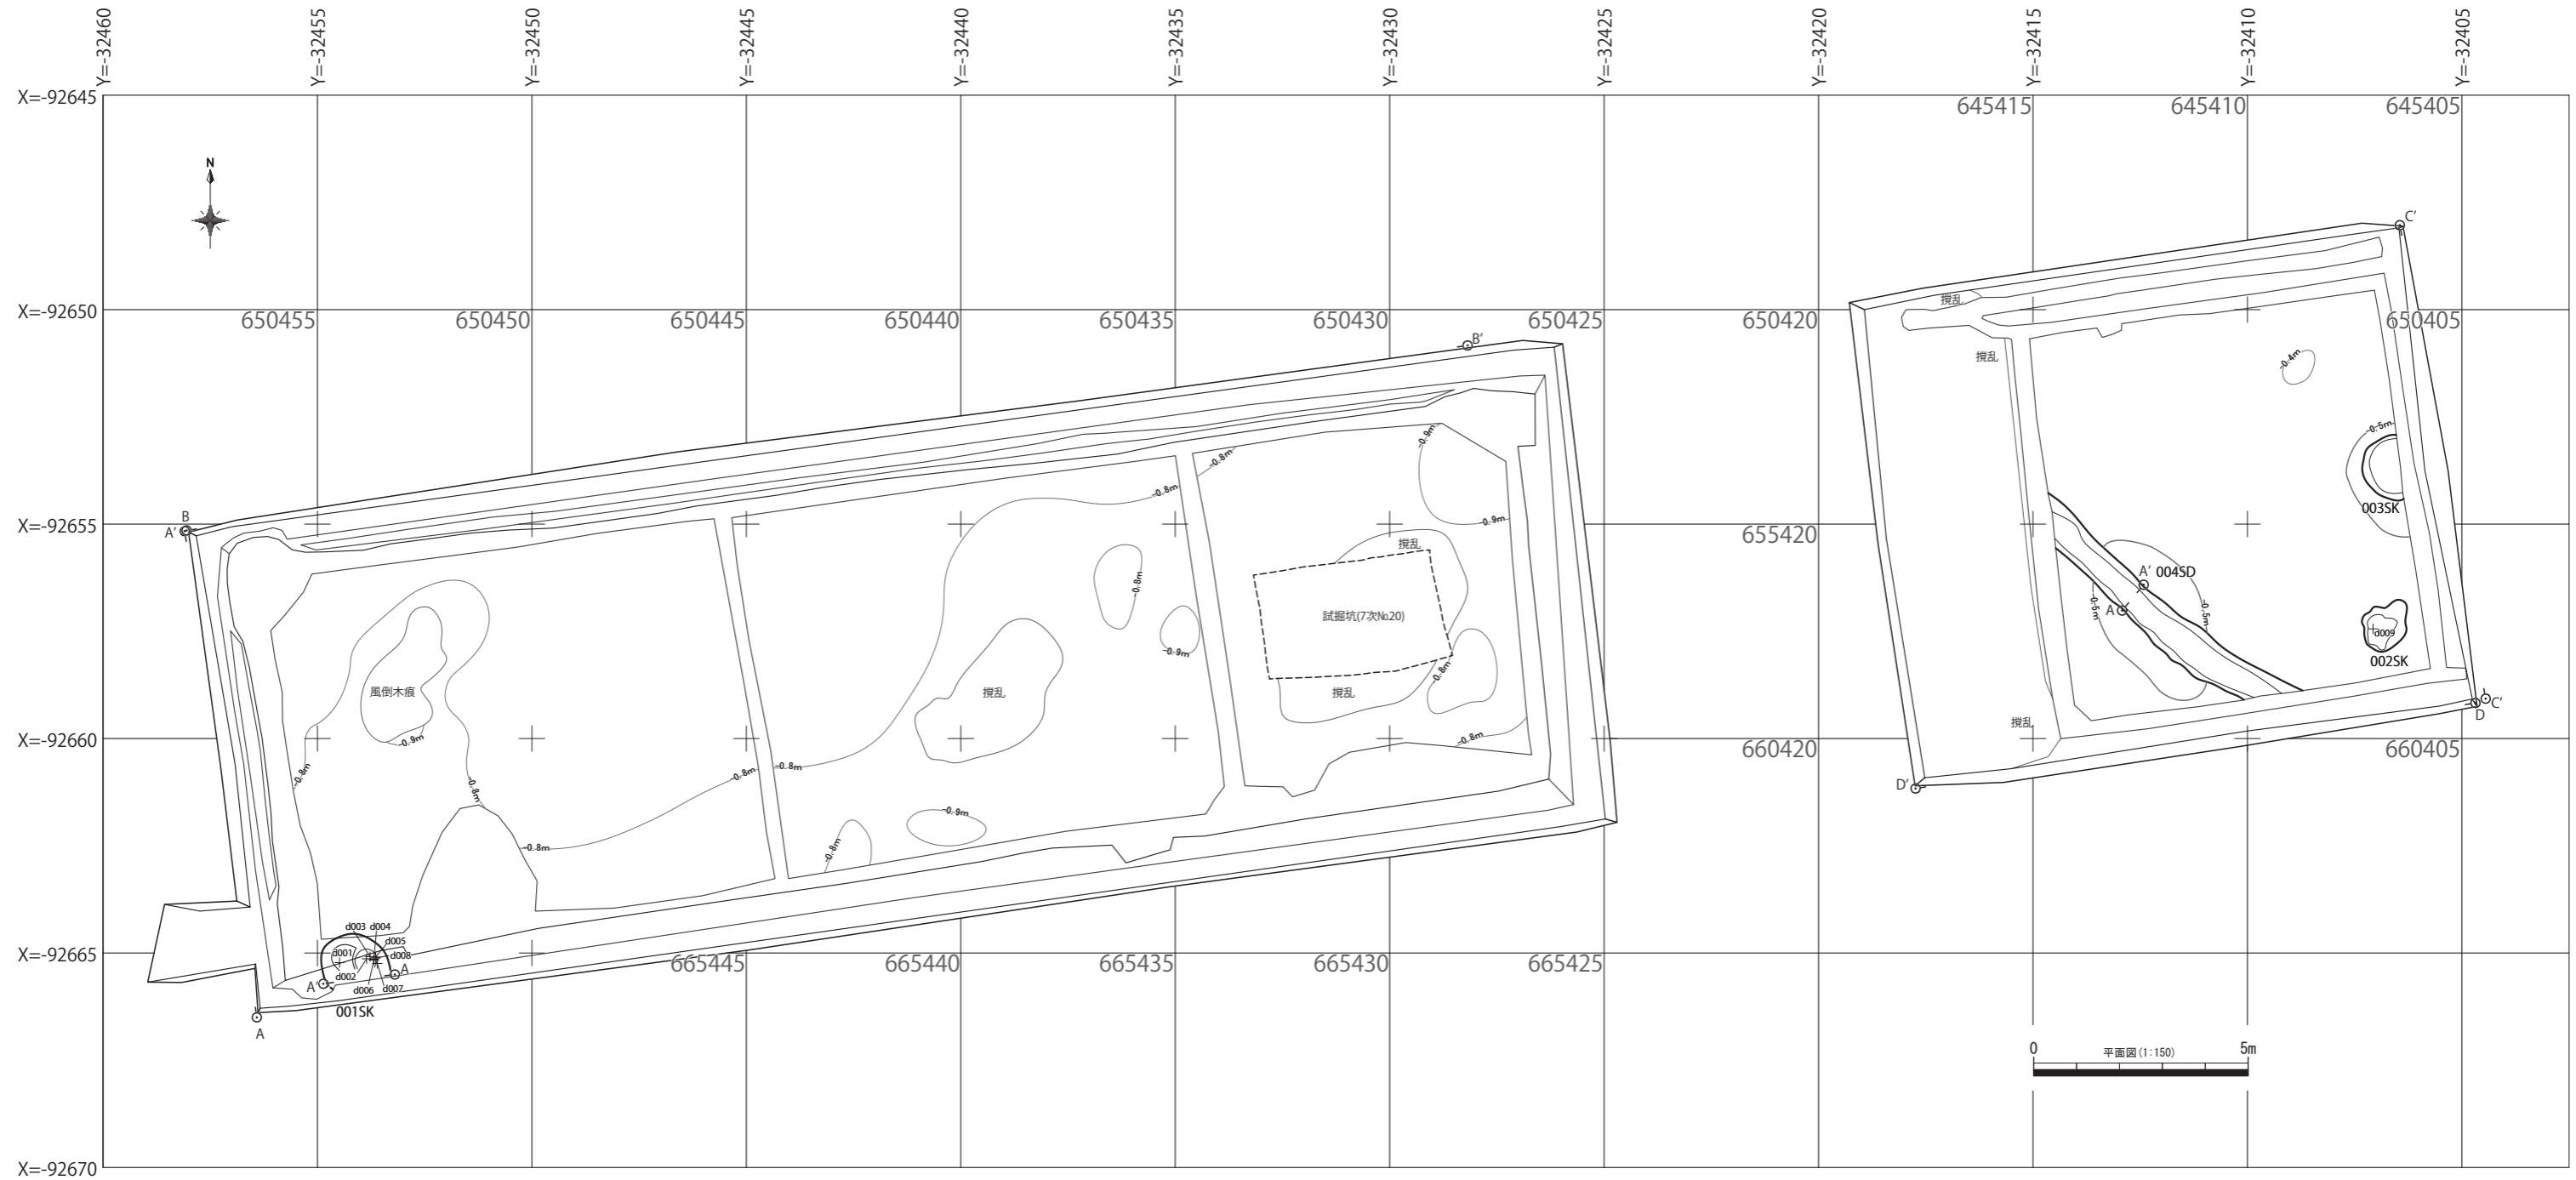 Y=-32460
Y=-32455
Y=-32450
Y=-32445
Y=-32440
Y=-32435
Y=-32430
Y=-32425
Y=-32420
Y=-32415
Y=-32410
Y=-32405
X=-92645
645415
645410
645405
N
C'
X=-92650
650455
650450
650445
650440
650435
650430
650425
650420
撹乱
650405
B'
撹乱
-0.4m
-0.9m
-0.5m
-0.8m
-0.8m
003SK
B
A'
X=-92655
-0.9m
655420
撹乱
-0.8m
A' 004SD
A
-0.5m
-0.5m
試掘坑(7次№20)
d009
-0.9m
002SK
風倒木痕
撹乱
撹乱
-0.8m
C'
D
撹乱
-0.9m
-0.8m
X=-92660
660420
660405
-0.8m
-0.8m
-0.8m
-0.8m
D'
-0.9m
-0.8m
-0.8m
d003 d004
d005
d001
d008
X=-92665
665445
665440
665435
665430
665425
d002
A
A'
d006
d007
001SK
A
0
平面図(1:150)
5m
X=-92670